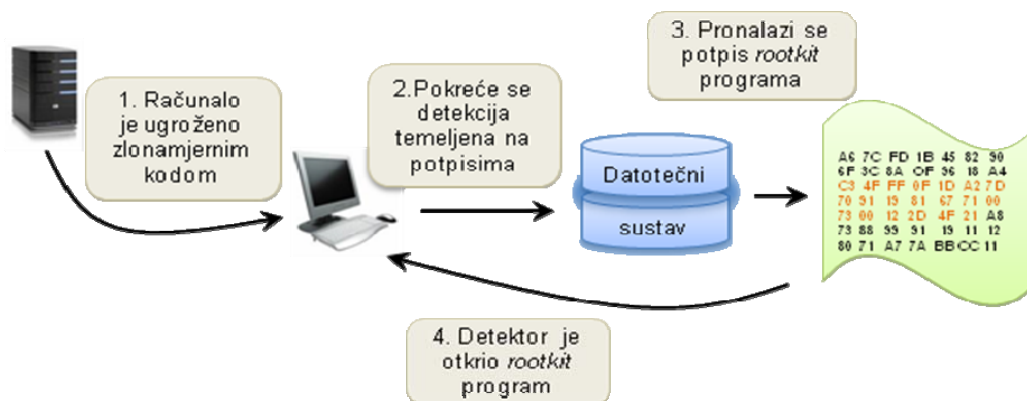 1. Računalo
je ugroženo
zlonamjernim
kodom
2.Pokreće se
detekcija
temeljena na
potpisima
3. Pronalazi se
potpis rootkit
programa
Datotečni
sustav
A6 7C FD 1B 45 82 90
6F 3C 8A OF 96 18 A4
C3 4F FF 0F 1D A2 7D
70 91 19 81 67 71 00
73 00 12 2D 4F 21 A8
73 88 99 91 19 11 12
80 71 A7 7A BB CC 11
4. Detektor je
otkrio rootkit
program